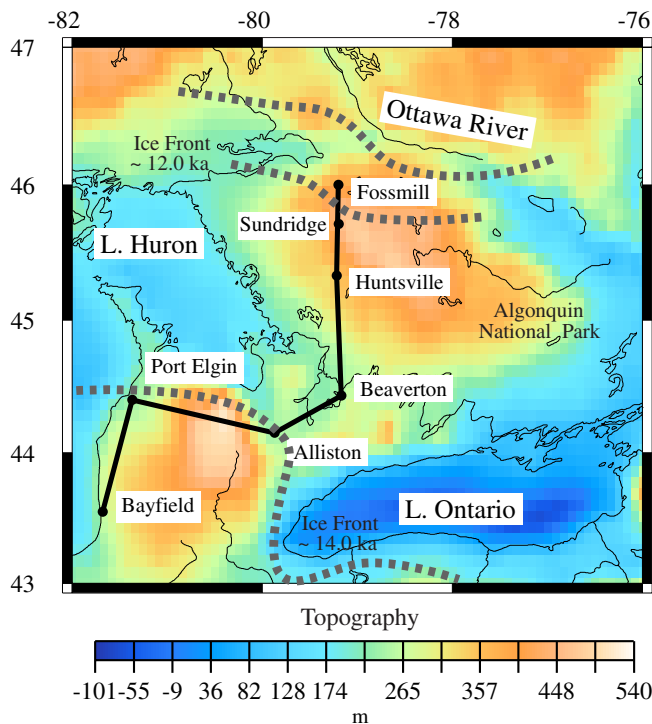 -82
-80
-78
-76
47
Ottawa River
Ice Front
~ 12.0 ka
46
Fossmill
Sundridge
L. Huron
Huntsville
45
Algonquin
National Park
Port Elgin
Beaverton
44
Alliston
Bayfield
L. Ontario
Ice Front
~ 14.0 ka
43
Topography
-101 -55 -9 36 82 128 174 265 357 448 540
m